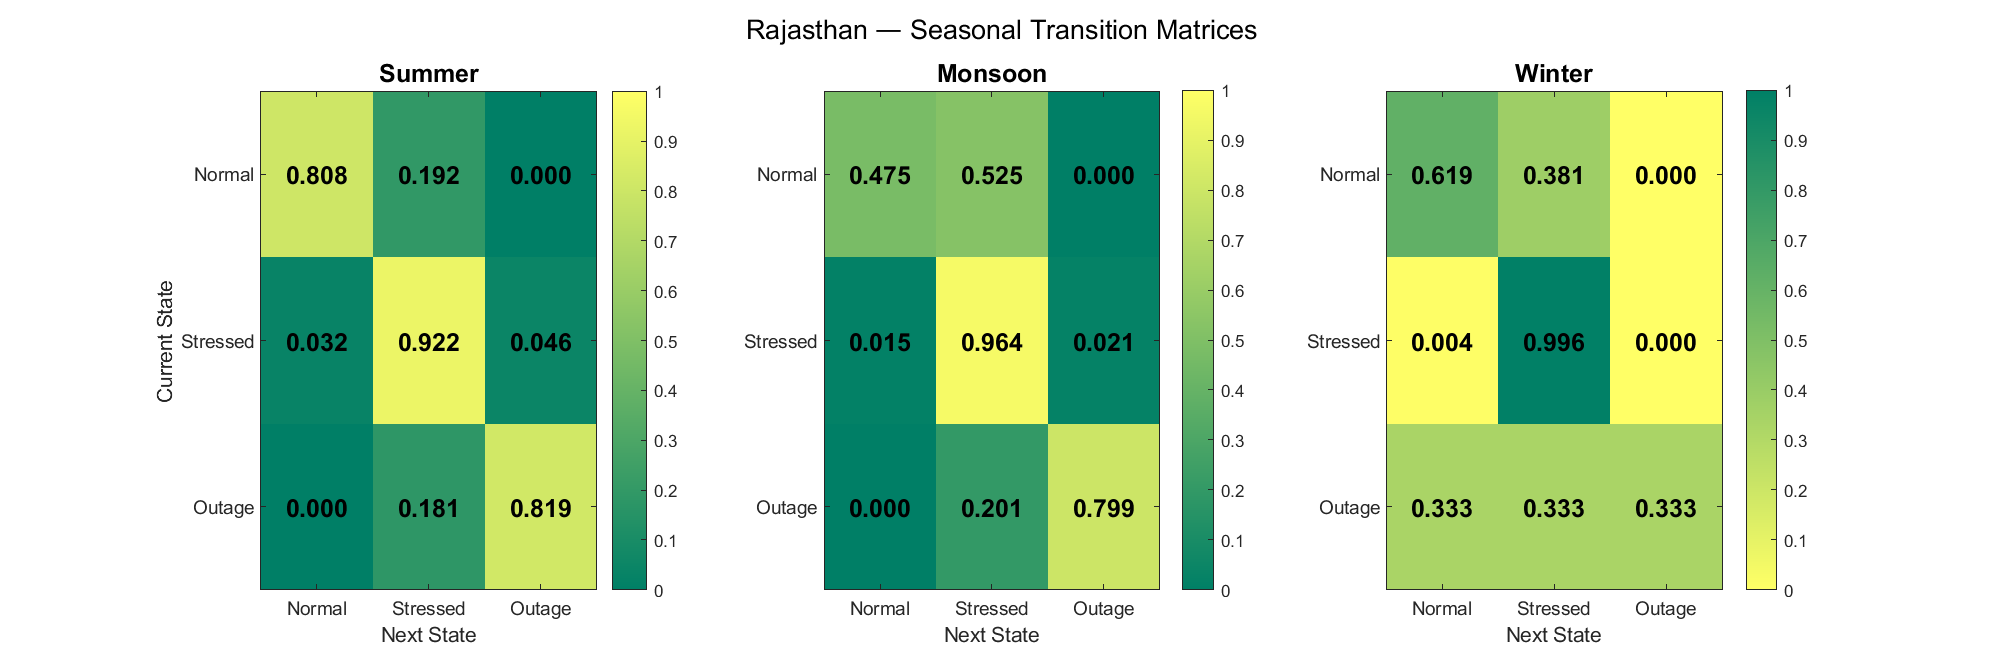 Rajasthan — Seasonal Transition Matrices
Summer
Current State
Normal
Stressed
Outage
0.808 0.192 0.000
0.032 0.922 0.046
0.000 0.181 0.819
Normal Stressed Outage
Next State
1
0.9
0.8
0.7
0.6
0.5
0.4
0.3
0.2
0.1
0
Monsoon
Normal
Stressed
Outage
0.475 0.525 0.000
0.015 0.964 0.021
0.000 0.201 0.799
Normal Stressed Outage
Next State
1
0.9
0.8
0.7
0.6
0.5
0.4
0.3
0.2
0.1
0
Winter
Normal
Stressed
Outage
0.619 0.381 0.000
0.004 0.996 0.000
0.333 0.333 0.333
Normal Stressed Outage
Next State
1
0.9
0.8
0.7
0.6
0.5
0.4
0.3
0.2
0.1
0